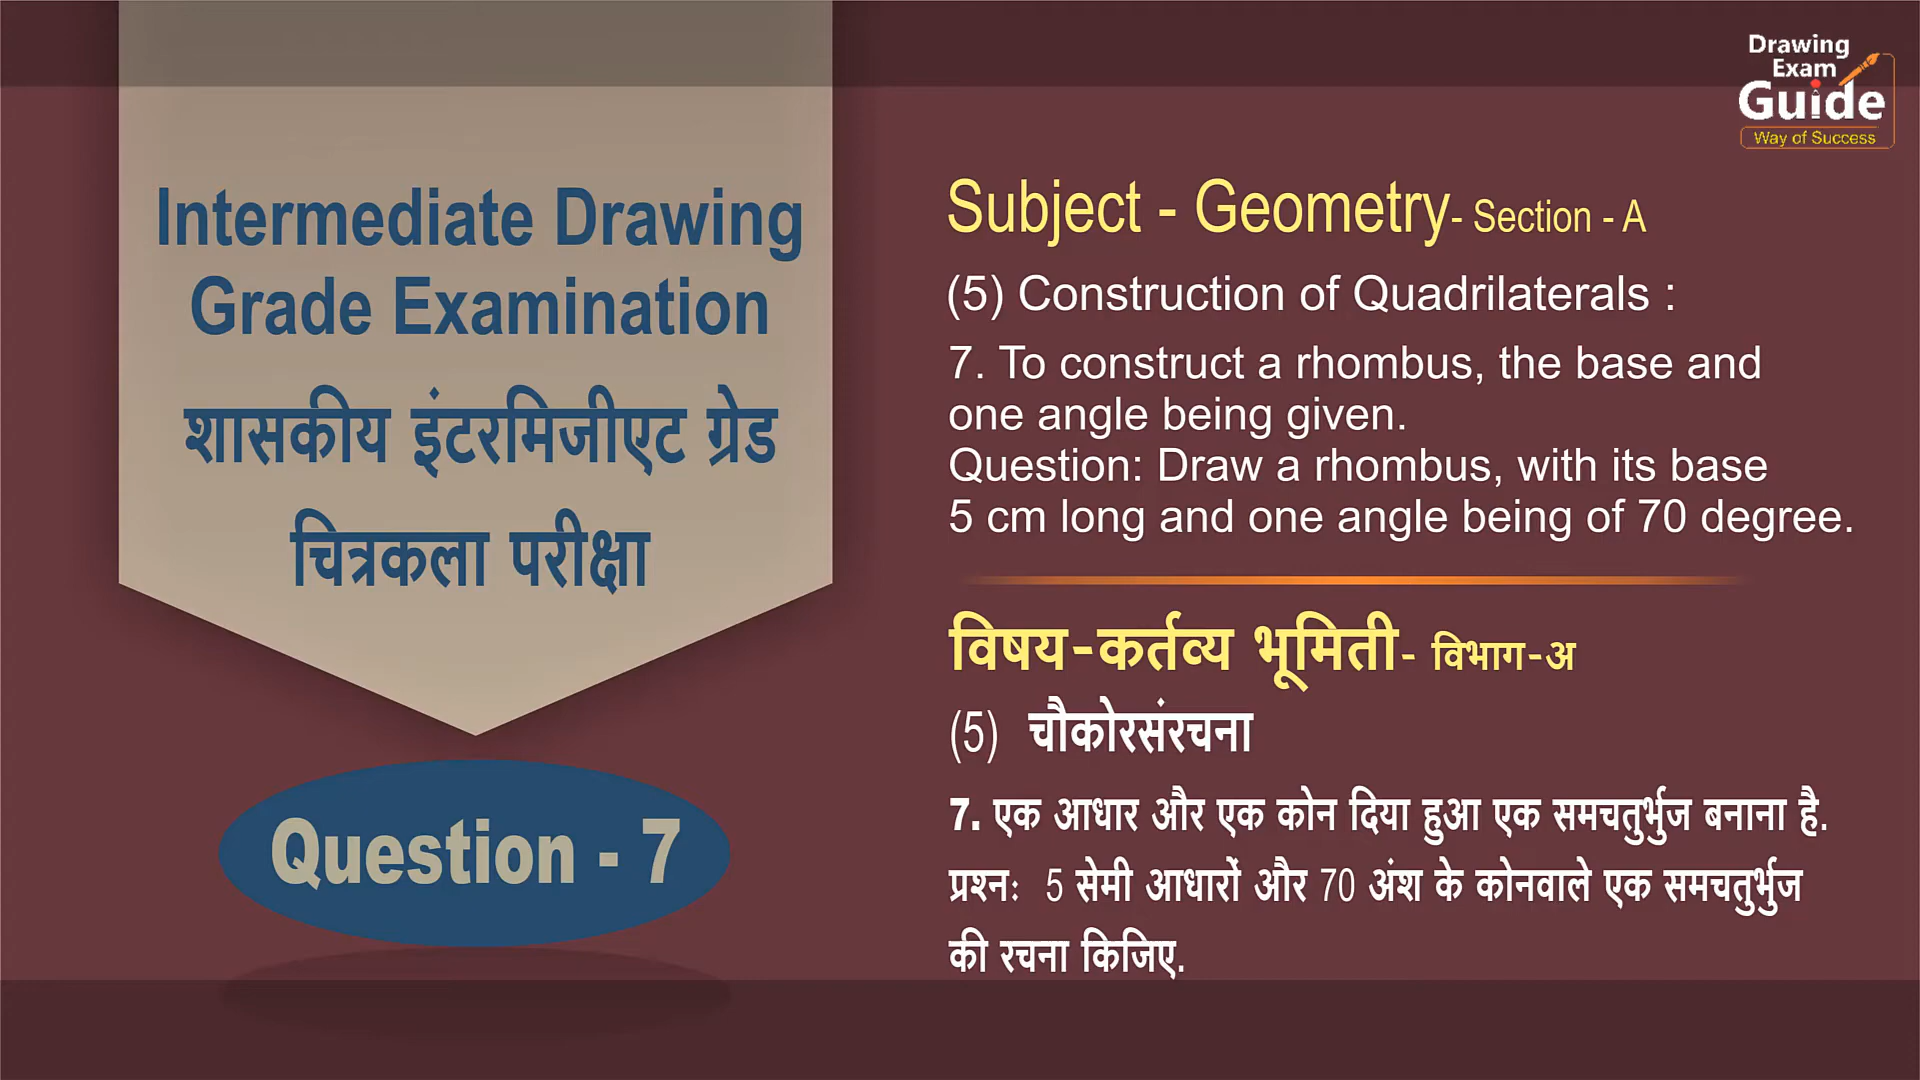 Drawing
Exam
Guide
Way of Success
Intermediate Drawing
Grade Examination
शासकीय इंटरमिजीएट ग्रेड
चित्रकला परीक्षा
Question - 7
Subject - Geometry- Section - A
(5) Construction of Quadrilaterals :
7. To construct a rhombus, the base and
one angle being given.
Question: Draw a rhombus, with its base
5 cm long and one angle being of 70 degree.
विषय-कर्तव्य भूमिती- विभाग-अ
(5) चौकोरसंरचना
7. एक आधार और एक कोन दिया हुआ एक समचतुर्भुज बनाना है.
प्रश्नः 5 सेमी आधारों और 70 अंश के कोनवाले एक समचतुर्भुज
की रचना किजिए.